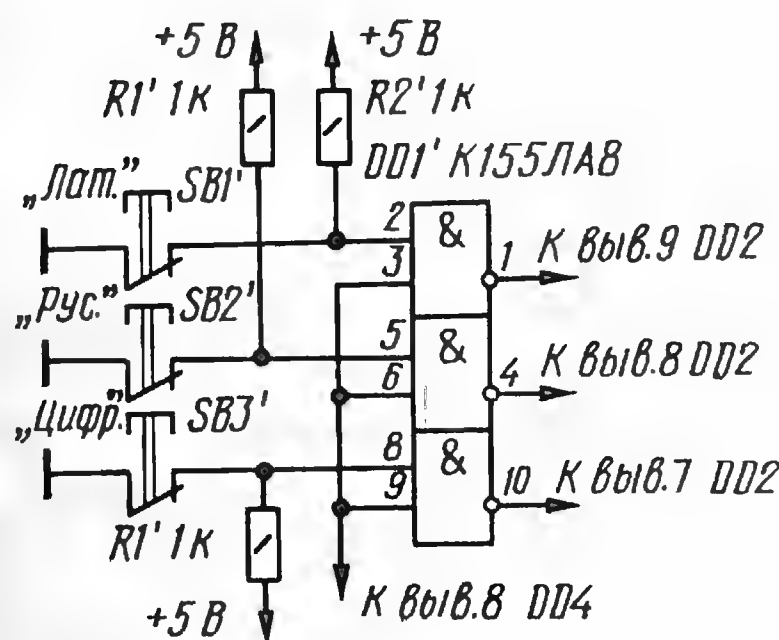 +5 В +5 В
R1' 1к R2' 1к
DD1' К155ЛА8
„Лат.” SB1'
2 & 1 К выв.9 DD2
3
„Рус.” SB2'
5 & 4 К выв.8 DD2
6
„Цифр.” SB3'
8 & 10 К выв.7 DD2
9
R1' 1к
К выв.8 DD4
+5 В